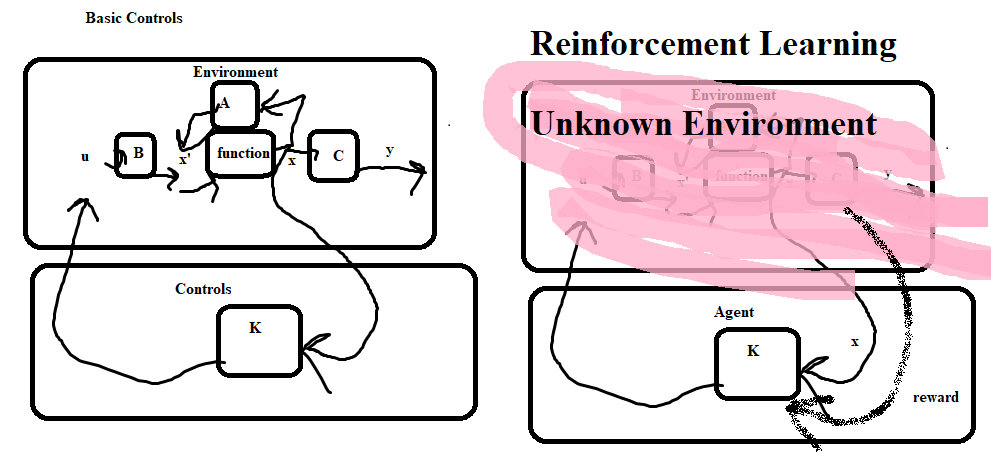 Basic Controls
Environment
A
u
B
x'
function
x
C
y
Controls
K
Reinforcement Learning
Environment
Unknown Environment
u
B
x'
function
x
C
y
Agent
K
x
reward